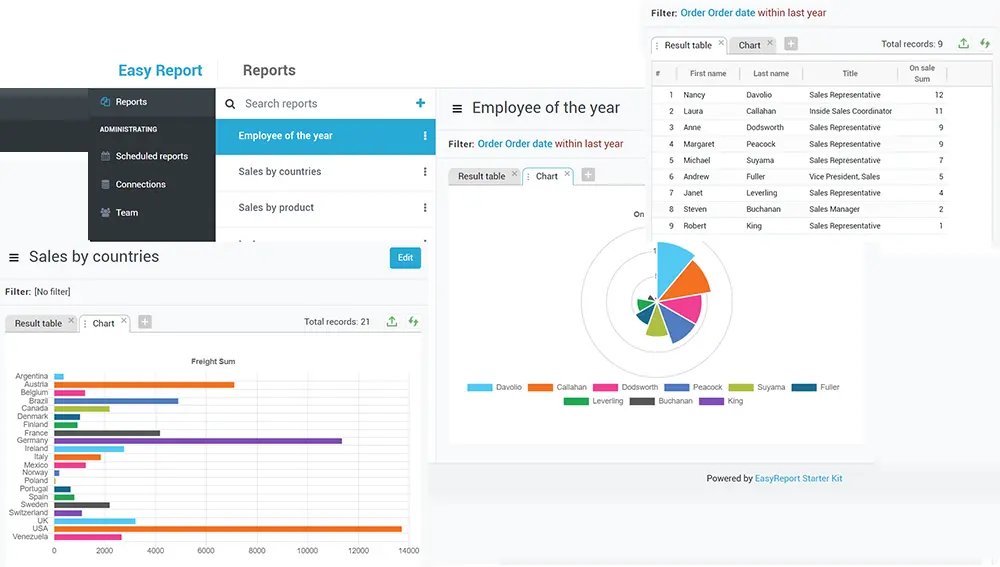 Easy Report
Reports
Reports
ADMINISTRATING
Scheduled reports
Connections
Team
Search reports +
Employee of the year
Sales by countries
Sales by product
Employee of the year
Filter: Order Order date within last year
Result table × Chart × +
On
1
1
Davolio Callahan Dodsworth Peacock Suyama Fuller
Leverling Buchanan King
Powered by EasyReport Starter Kit
Filter: Order Order date within last year
Result table × Chart × +
Total records: 9
# First name Last name Title On sale Sum
1 Nancy Davolio Sales Representative 12
2 Laura Callahan Inside Sales Coordinator 11
3 Anne Dodsworth Sales Representative 9
4 Margaret Peacock Sales Representative 9
5 Michael Suyama Sales Representative 7
6 Andrew Fuller Vice President, Sales 5
7 Janet Leverling Sales Representative 4
8 Steven Buchanan Sales Manager 2
9 Robert King Sales Representative 1
Sales by countries
Edit
Filter: [No filter]
Result table × Chart × +
Total records: 21
Freight Sum
Argentina
Austria
Belgium
Brazil
Canada
Denmark
Finland
France
Germany
Ireland
Italy
Mexico
Norway
Poland
Portugal
Spain
Sweden
Switzerland
UK
USA
Venezuela
0 2000 4000 6000 8000 10000 12000 14000